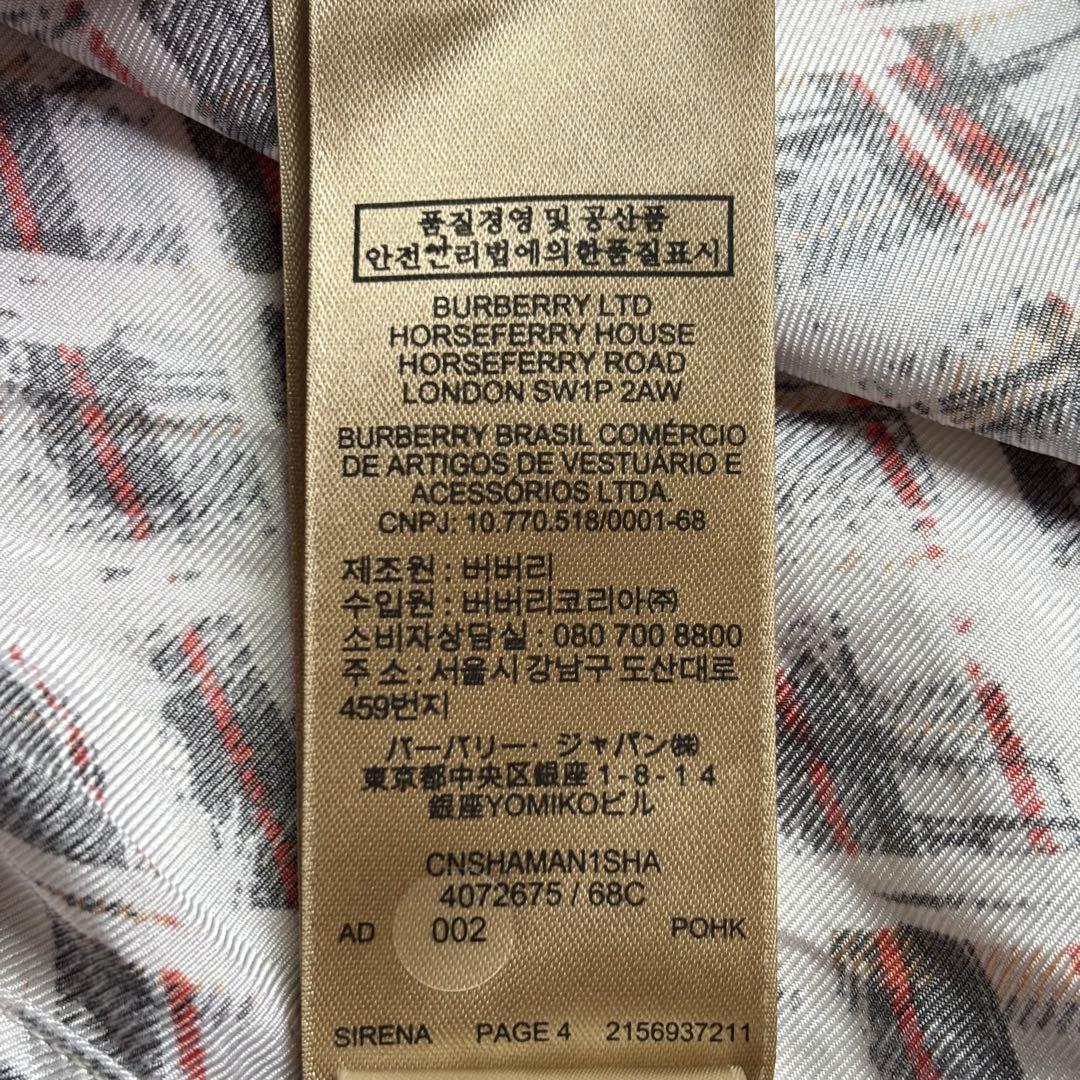 품질경영 및 공산품
안전관리법에의한품질표시
BURBERRY LTD
HORSEFERRY HOUSE
HORSEFERRY ROAD
LONDON SW1P 2AW
BURBERRY BRASIL COMÉRCIO
DE ARTIGOS DE VESTUÁRIO E
ACESSÓRIOS LTDA.
CNPJ: 10.770.518/0001-68
제조원 : 버버리
수입원 : 버버리코리아㈜
소비자상담실 : 080 700 8800
주 소 : 서울시 강남구 도산대로
459번지
バーバリー・ジャパン㈱
東京都中央区銀座1-8-14
銀座YOMIKOビル
CNSHAMAN1SHA
4072675 / 68C
AD 002 POHK
SIRENA PAGE 4 2156937211